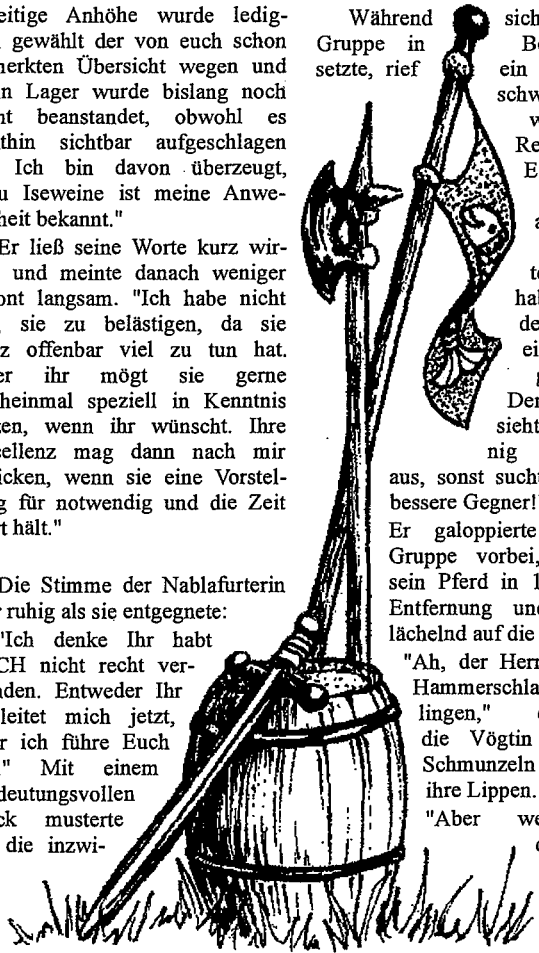 eitige Anhöhe wurde ledig-
gewählt der von euch schon
merkten Übersicht wegen und
n Lager wurde bislang noch
ht beanstandet, obwohl es
thin sichtbar aufgeschlagen
Ich bin davon überzeugt,
u Iseweine ist meine Anwe-
heit bekannt."
Er ließ seine Worte kurz wir-
und meinte danach weniger
ont langsam. "Ich habe nicht
, sie zu belästigen, da sie
z offenbar viel zu tun hat.
er ihr mögt sie gerne
heinmal speziell in Kenntnis
zen, wenn ihr wünscht. Ihre
ellenz mag dann nach mir
icken, wenn sie eine Vorstel-
g für notwendig und die Zeit
rt hält."
Die Stimme der Nablafurterin
r ruhig als sie entgegnete:
"Ich denke Ihr habt
CH nicht recht ver-
nden. Entweder Ihr
leitet mich jetzt,
r ich führe Euch
." Mit einem
deutungsvollen
ck musterte
die inzwi-
Während sich
Gruppe in Be
setzte, rief ein
schw
w
Re
E
a
te
hab
de
ei
g
Der
sieht
nig
aus, sonst sucht
bessere Gegner!"
Er galoppierte
Gruppe vorbei,
sein Pferd in 1
Entfernung und
lächelnd auf die
"Ah, der Herr
Hammerschla
lingen,"
die Vögtin
Schmunzeln
ihre Lippen.
"Aber we